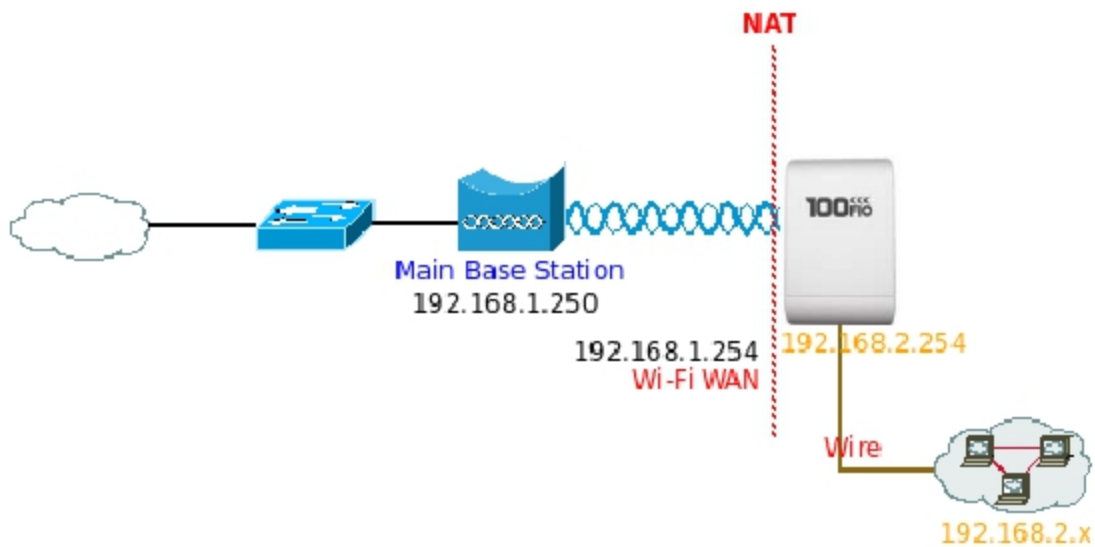 NAT
100
FIO
Main Base Station
192.168.1.250
192.168.1.254
Wi-Fi WAN
192.168.2.254
Wire
192.168.2.x